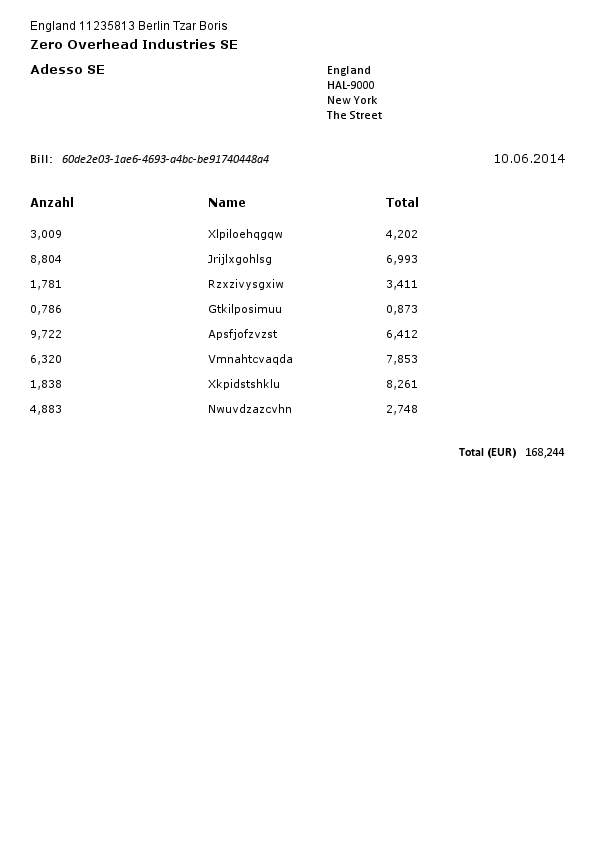 England 11235813 Berlin Tzar Boris
Zero Overhead Industries SE
Adesso SE
England
HAL-9000
New York
The Street
Bill: 60de2e03-1ae6-4693-a4bc-be91740448a4 10.06.2014
Anzahl Name Total
3,009 Xlpiloehqgqw 4,202
8,804 Jrijlxgohlsg 6,993
1,781 Rzxzivysgxiw 3,411
0,786 Gtkilposimuu 0,873
9,722 Apsfjofzvzst 6,412
6,320 Vmnahtcvaqda 7,853
1,838 Xkpidstshklu 8,261
4,883 Nwuvdzazcvhn 2,748
Total (EUR) 168,244